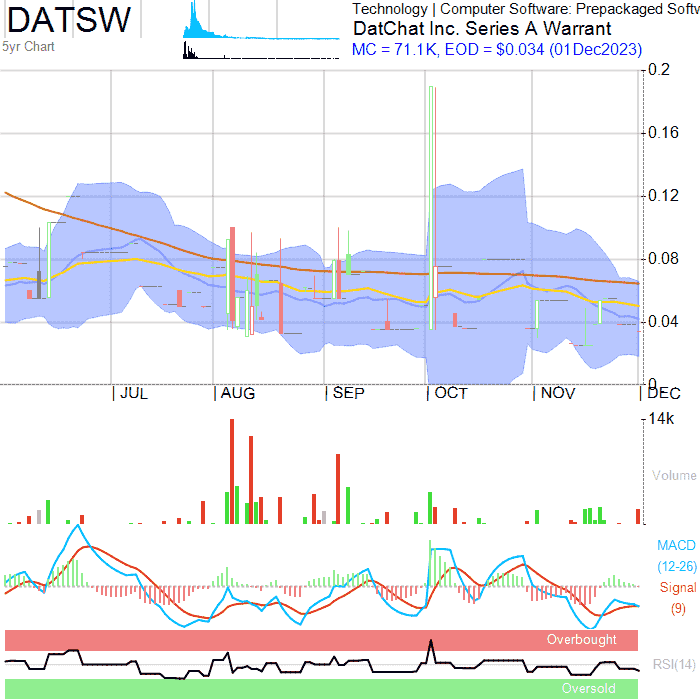 DATSW
5yr Chart
Technology | Computer Software: Prepackaged Softw
DatChat Inc. Series A Warrant
MC = 71.1K, EOD = $0.034 (01Dec2023)
0.2
0.16
0.12
0.08
0.04
0
JUL AUG SEP OCT NOV DEC
14k
Volume
MACD
(12-26)
Signal
(9)
Overbought
RSI(14)
Oversold